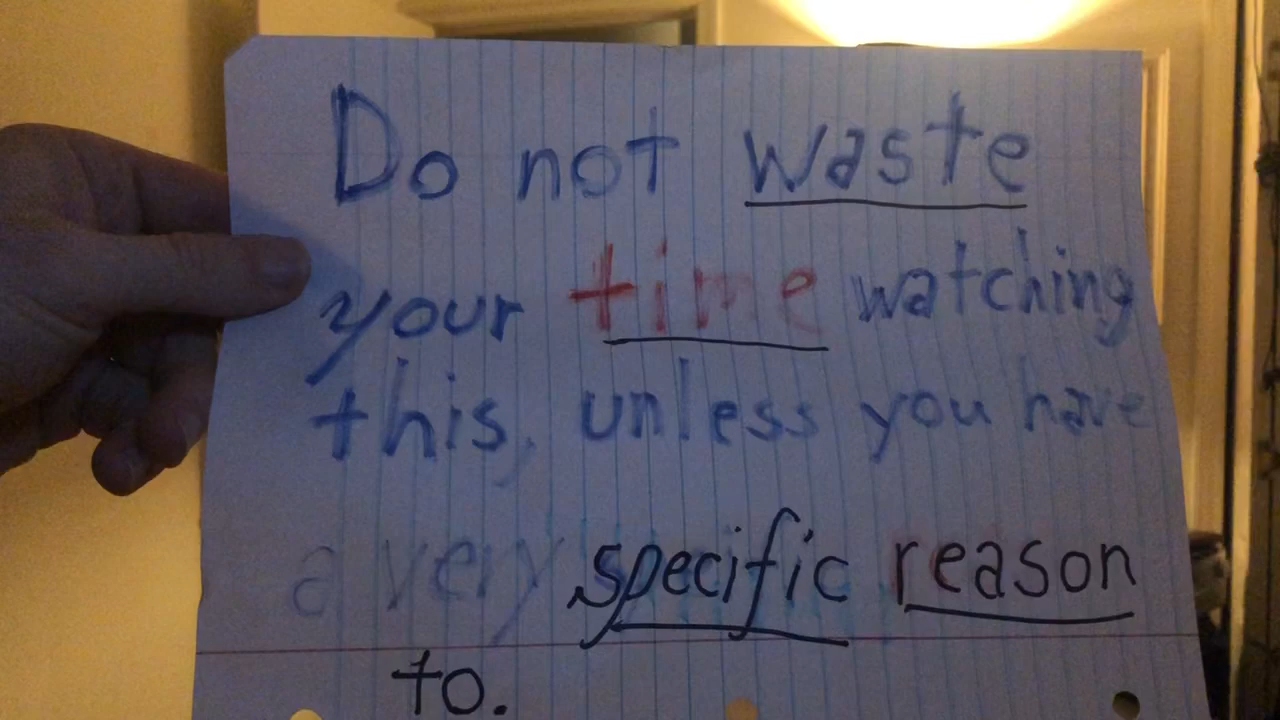 Do not waste
your time watching
this, unless you have
a very specific reason
to.